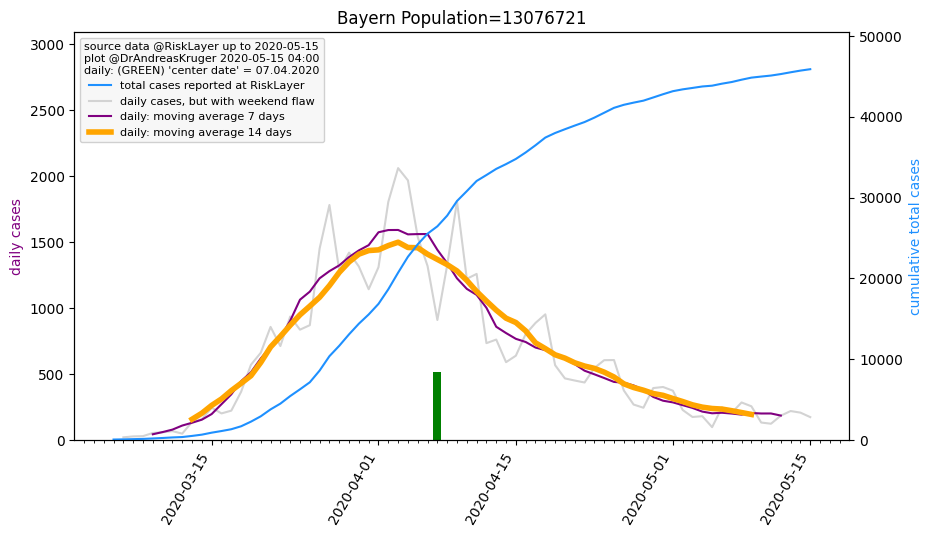 Bayern Population=13076721
source data @RiskLayer up to 2020-05-15
plot @DrAndreasKruger 2020-05-15 04:00
daily: (GREEN) 'center date' = 07.04.2020
total cases reported at RiskLayer
daily cases, but with weekend flaw
daily: moving average 7 days
daily: moving average 14 days
daily cases
3000
2500
2000
1500
1000
500
0
cumulative total cases
50000
40000
30000
20000
10000
0
2020-03-15
2020-04-01
2020-04-15
2020-05-01
2020-05-15